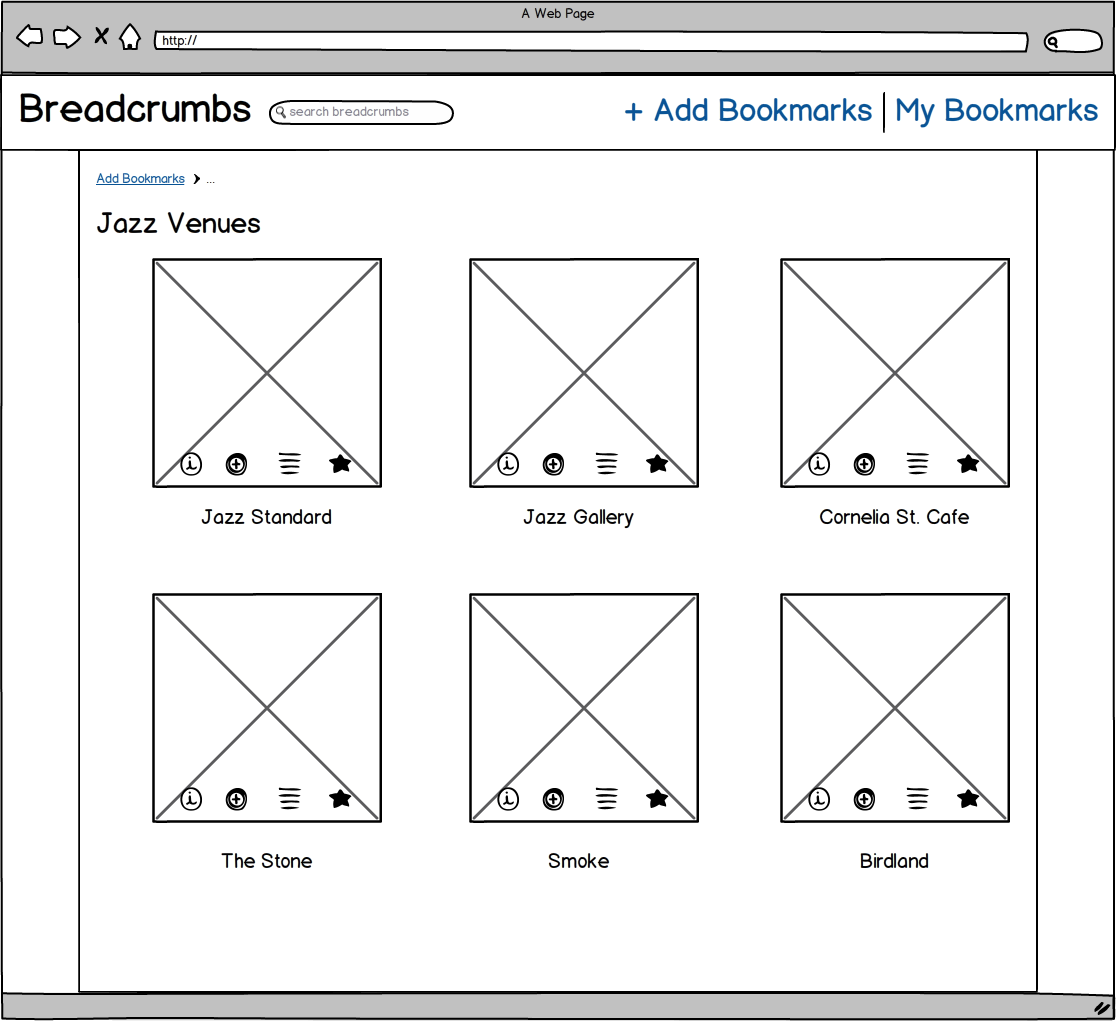 A Web Page
http://
Breadcrumbs
search breadcrumbs
+ Add Bookmarks
My Bookmarks
Add Bookmarks > ...
Jazz Venues
Jazz Standard
Jazz Gallery
Cornelia St. Cafe
The Stone
Smoke
Birdland